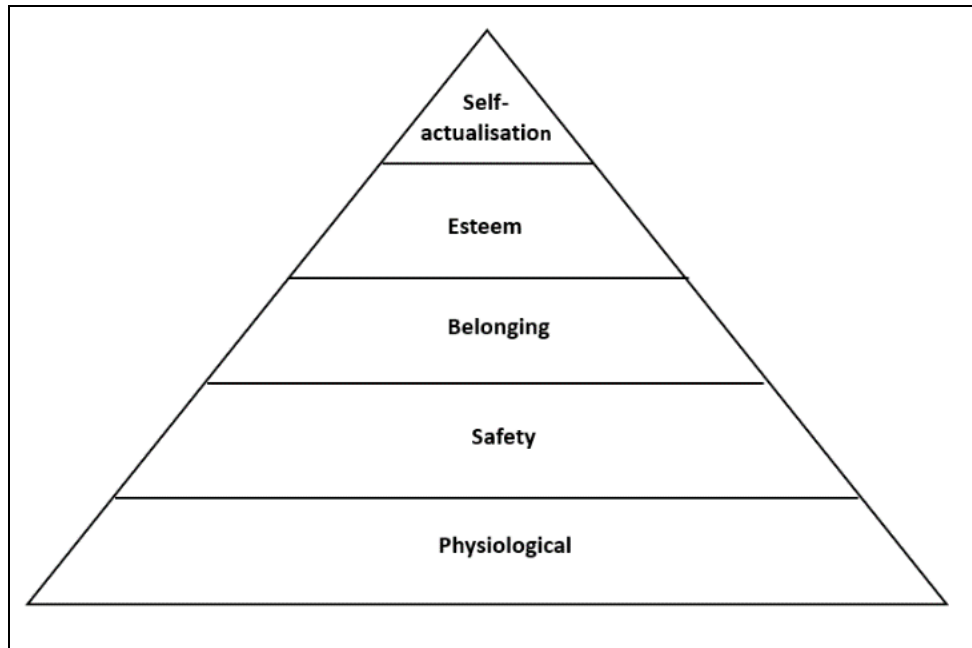 Self-
actualisation
Esteem
Belonging
Safety
Physiological